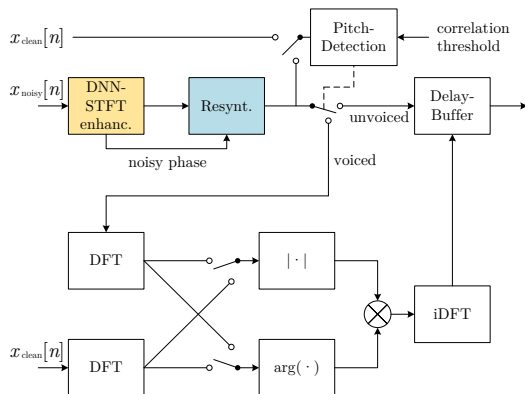 x_clean[n]
Pitch-
Detection
correlation
threshold
x_noisy[n]
DNN-
STFT
enhanc.
Resynt.
unvoiced
Delay-
Buffer
noisy phase
voiced
DFT
| · |
iDFT
x_clean[n]
DFT
arg( · )